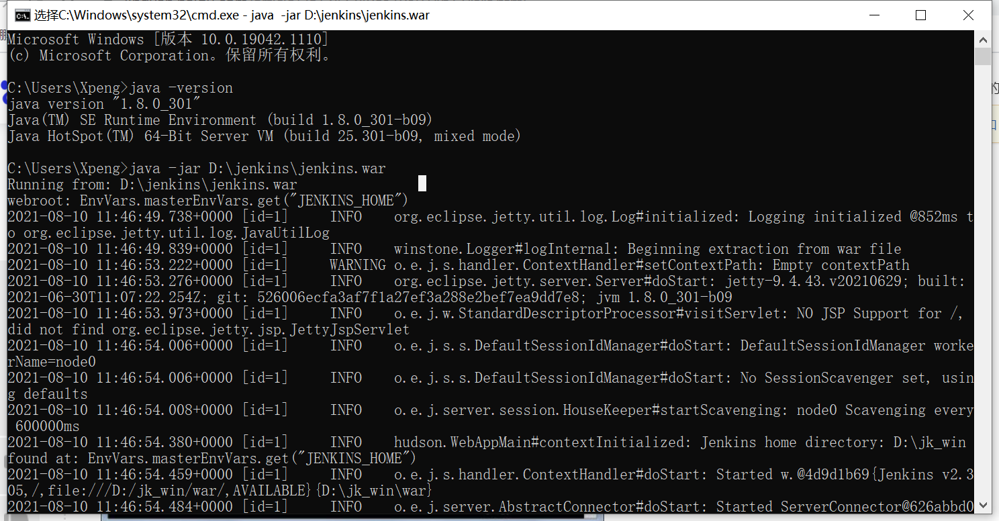 选择C:\Windows\system32\cmd.exe - java  -jar D:\jenkins\jenkins.war
Microsoft Windows [版本 10.0.19042.1110]
(c) Microsoft Corporation。保留所有权利。
C:\Users\Xpeng>java -version
java version "1.8.0_301"
Java(TM) SE Runtime Environment (build 1.8.0_301-b09)
Java HotSpot(TM) 64-Bit Server VM (build 25.301-b09, mixed mode)
C:\Users\Xpeng>java -jar D:\jenkins\jenkins.war
Running from: D:\jenkins\jenkins.war
webroot: EnvVars.masterEnvVars.get("JENKINS_HOME")
2021-08-10 11:46:49.738+0000 [id=1]     INFO    org.eclipse.jetty.util.log.Log#initialized: Logging initialized @852ms t
o org.eclipse.jetty.util.log.JavaUtilLog
2021-08-10 11:46:49.839+0000 [id=1]     INFO    winstone.Logger#logInternal: Beginning extraction from war file
2021-08-10 11:46:53.222+0000 [id=1]     WARNING o.e.j.s.handler.ContextHandler#setContextPath: Empty contextPath
2021-08-10 11:46:53.276+0000 [id=1]     INFO    org.eclipse.jetty.server.Server#doStart: jetty-9.4.43.v20210629; built:
2021-06-30T11:07:22.254Z; git: 526006ecfa3af7f1a27ef3a288e2bef7ea9dd7e8; jvm 1.8.0_301-b09
2021-08-10 11:46:53.973+0000 [id=1]     INFO    o.e.j.w.StandardDescriptorProcessor#visitServlet: NO JSP Support for /,
did not find org.eclipse.jetty.jsp.JettyJspServlet
2021-08-10 11:46:54.006+0000 [id=1]     INFO    o.e.j.s.s.DefaultSessionIdManager#doStart: DefaultSessionIdManager worke
rName=node0
2021-08-10 11:46:54.006+0000 [id=1]     INFO    o.e.j.s.s.DefaultSessionIdManager#doStart: No SessionScavenger set, usin
g defaults
2021-08-10 11:46:54.008+0000 [id=1]     INFO    o.e.j.server.session.HouseKeeper#startScavenging: node0 Scavenging every
 600000ms
2021-08-10 11:46:54.380+0000 [id=1]     INFO    hudson.WebAppMain#contextInitialized: Jenkins home directory: D:\jk_win
found at: EnvVars.masterEnvVars.get("JENKINS_HOME")
2021-08-10 11:46:54.459+0000 [id=1]     INFO    o.e.j.s.handler.ContextHandler#doStart: Started w.@4d9d1b69{Jenkins v2.3
05,/,file:///D:/jk_win/war/,AVAILABLE}{D:\jk_win\war}
2021-08-10 11:46:54.484+0000 [id=1]     INFO    o.e.j.server.AbstractConnector#doStart: Started ServerConnector@626abbd0